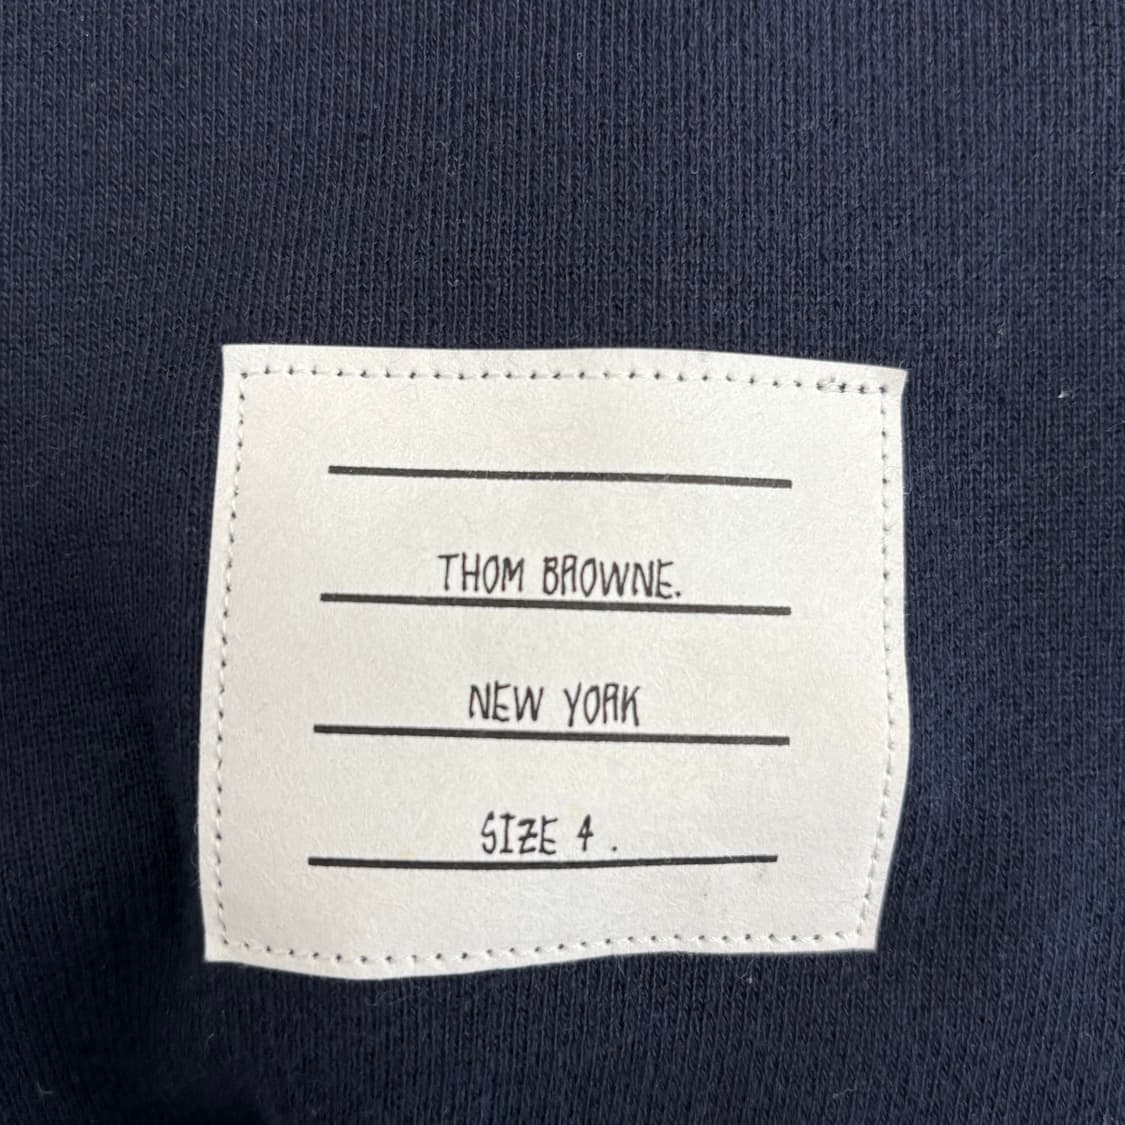 THOM BROWNE.
NEW YORK
SIZE 4 .